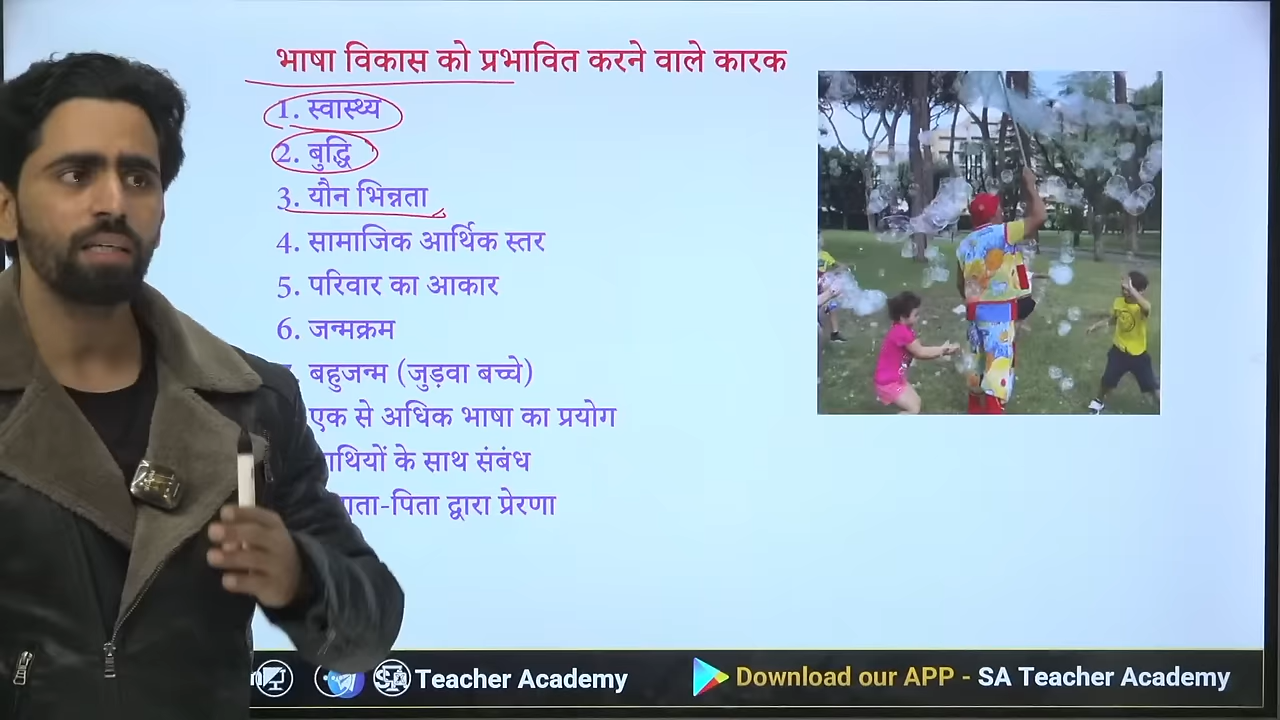 भाषा विकास को प्रभावित करने वाले कारक
1. स्वास्थ्य
2. बुद्धि
3. यौन भिन्नता
4. सामाजिक आर्थिक स्तर
5. परिवार का आकार
6. जन्मक्रम
बहुजन्म (जुड़वा बच्चे)
एक से अधिक भाषा का प्रयोग
के साथ संबंध
द्वारा प्रेरणा
Teacher Academy
Download our APP - SA Teacher Academy